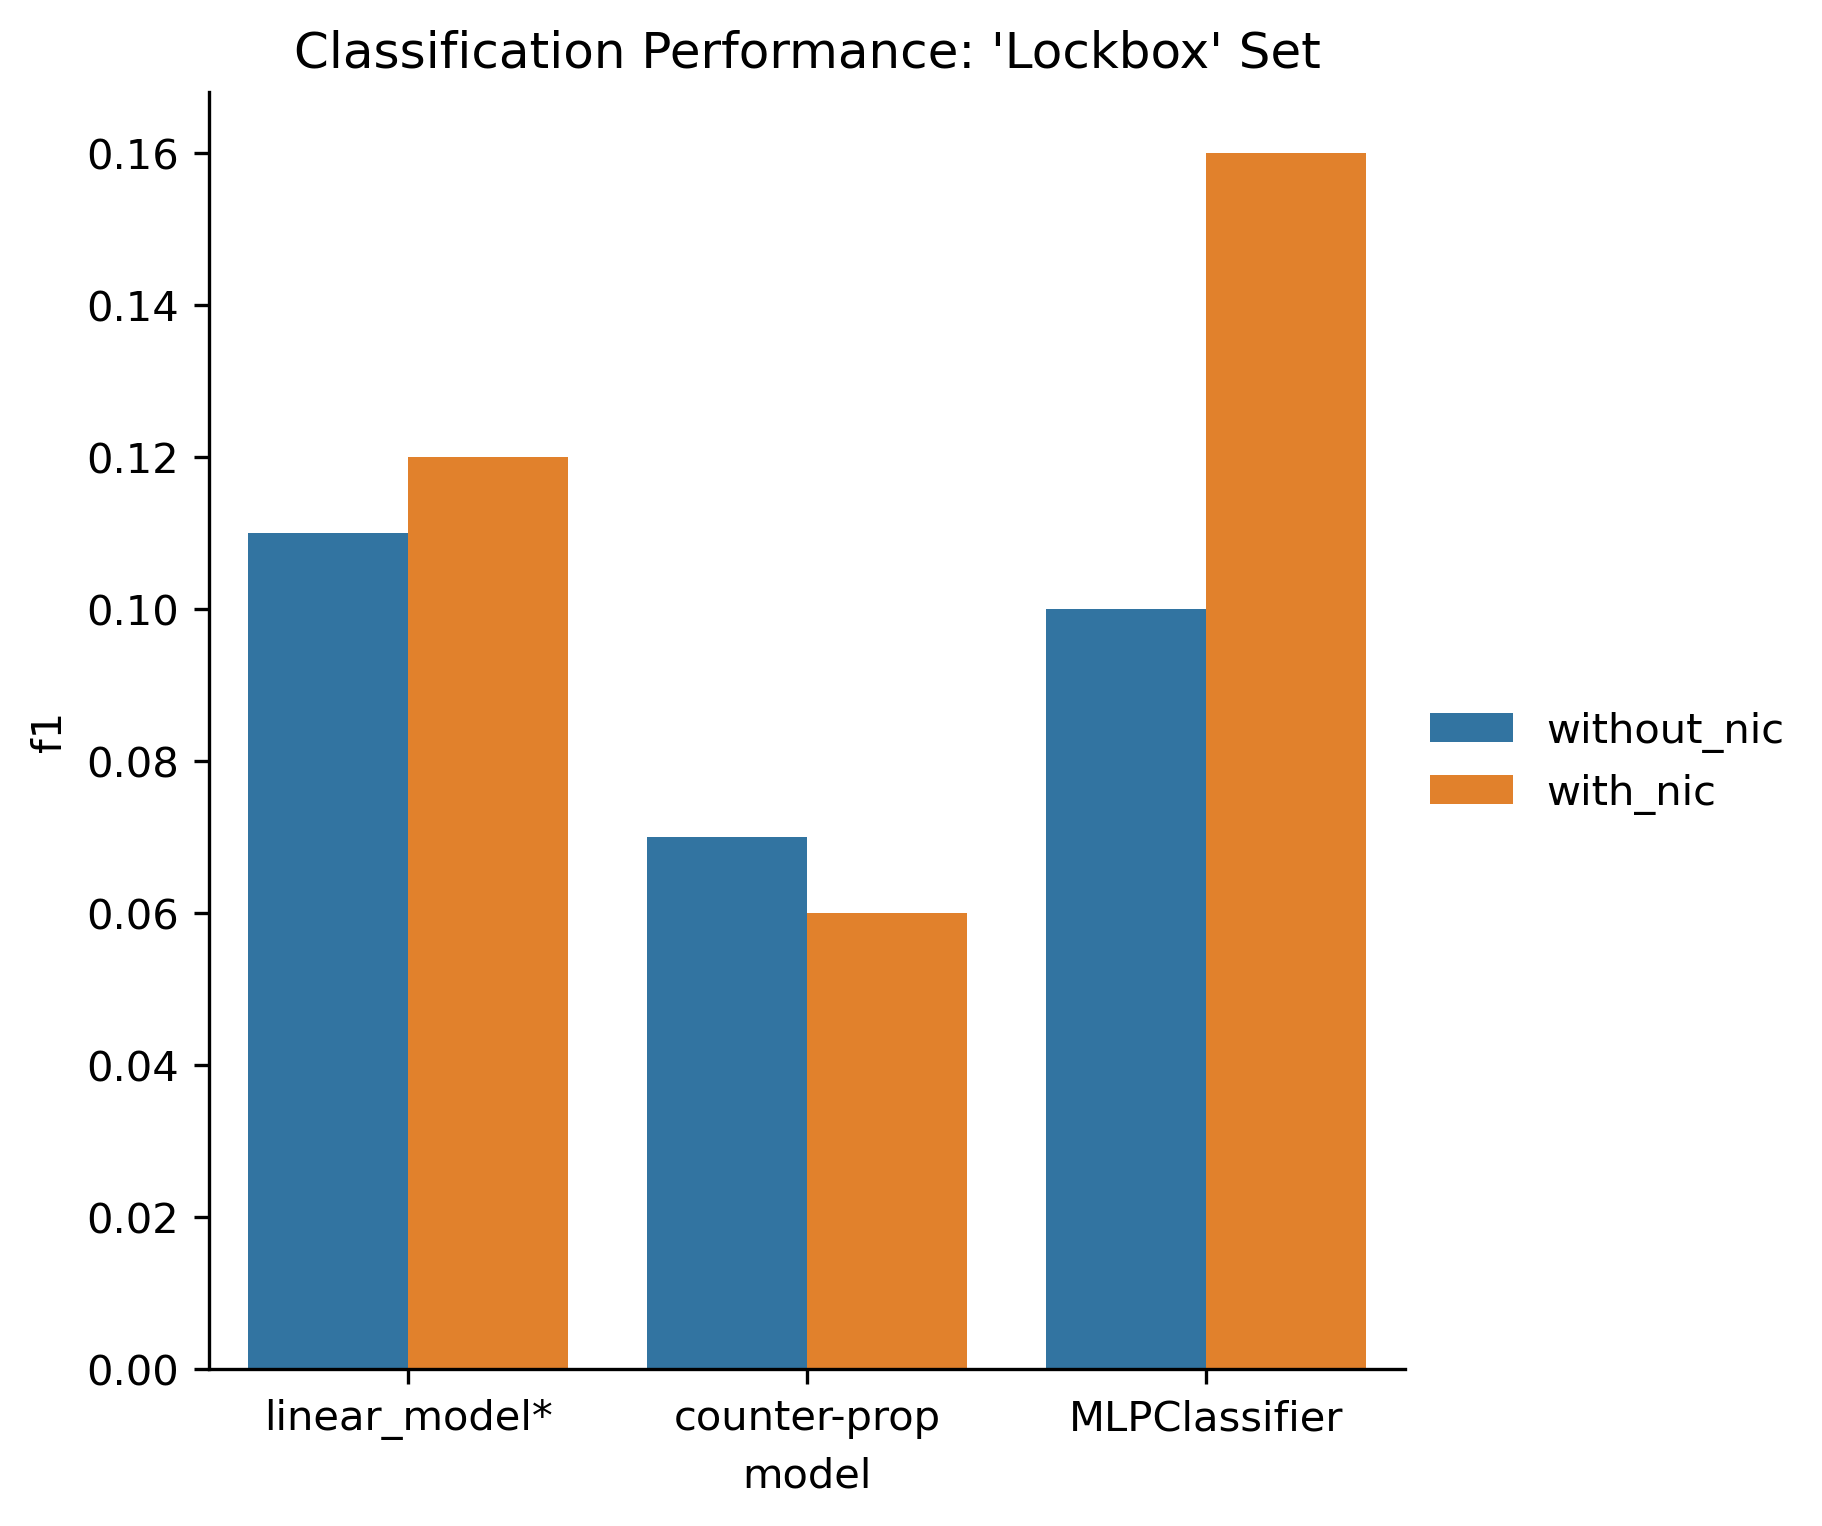 Classification Performance: 'Lockbox' Set
0.16
0.14
0.12
0.10
0.08
0.06
0.04
0.02
0.00
f1
linear_model*
counter-prop
MLPClassifier
model
without_nic
with_nic